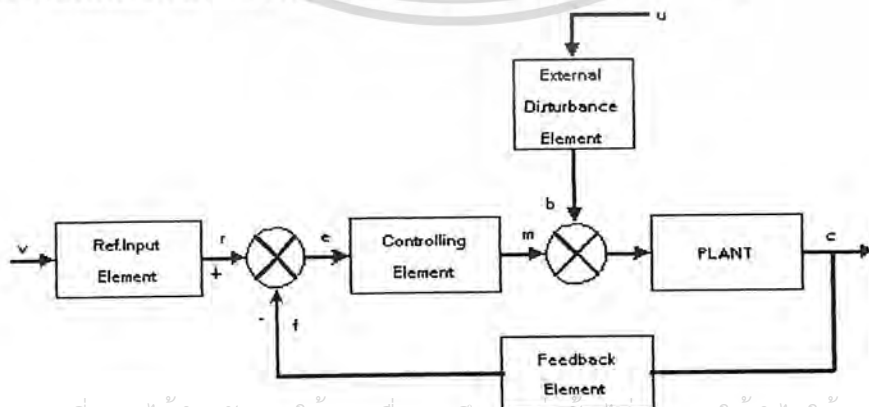 u
External
Disturbance
Element
b
v
Ref.Input
Element
r
+
e
Controlling
Element
m
PLANT
c
-
f
Feedback
Element